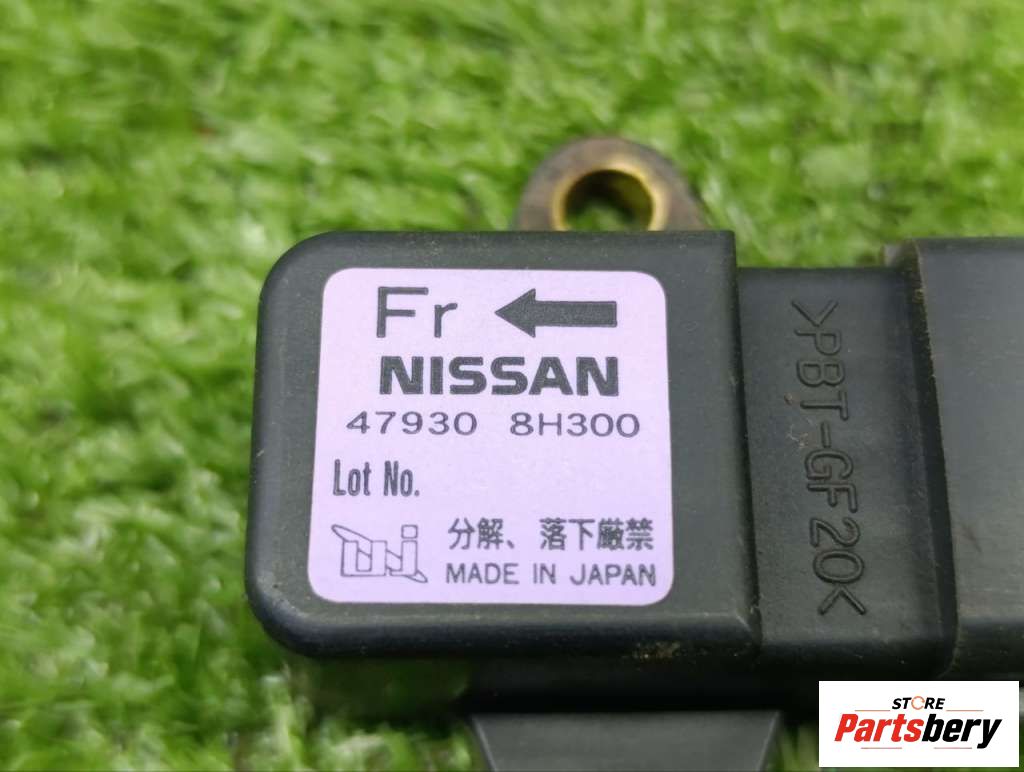 Fr ←
NISSAN
47930 8H300
Lot No.
分解、落下厳禁
MADE IN JAPAN
>PBT-GF20<
STORE
Partsbery